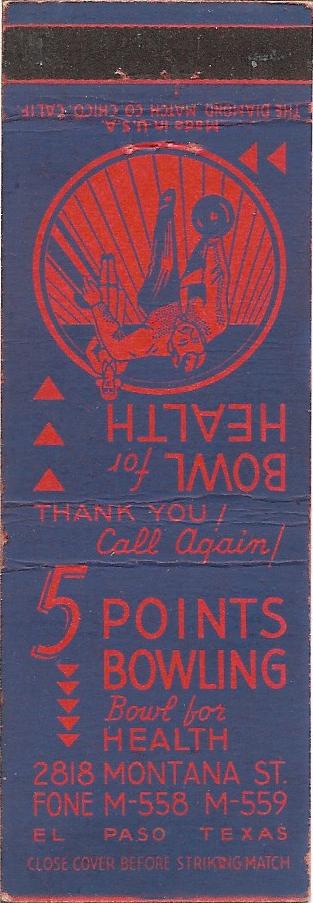 THE DIAMOND MATCH CO. CHICO, CALIF.
Made in U.S.A.
BOWL for
HEALTH
THANK YOU!
Call Again!
5 POINTS
BOWLING
Bowl for
HEALTH
2818 MONTANA ST.
FONE M-558 M-559
EL PASO TEXAS
CLOSE COVER BEFORE STRIKING MATCH